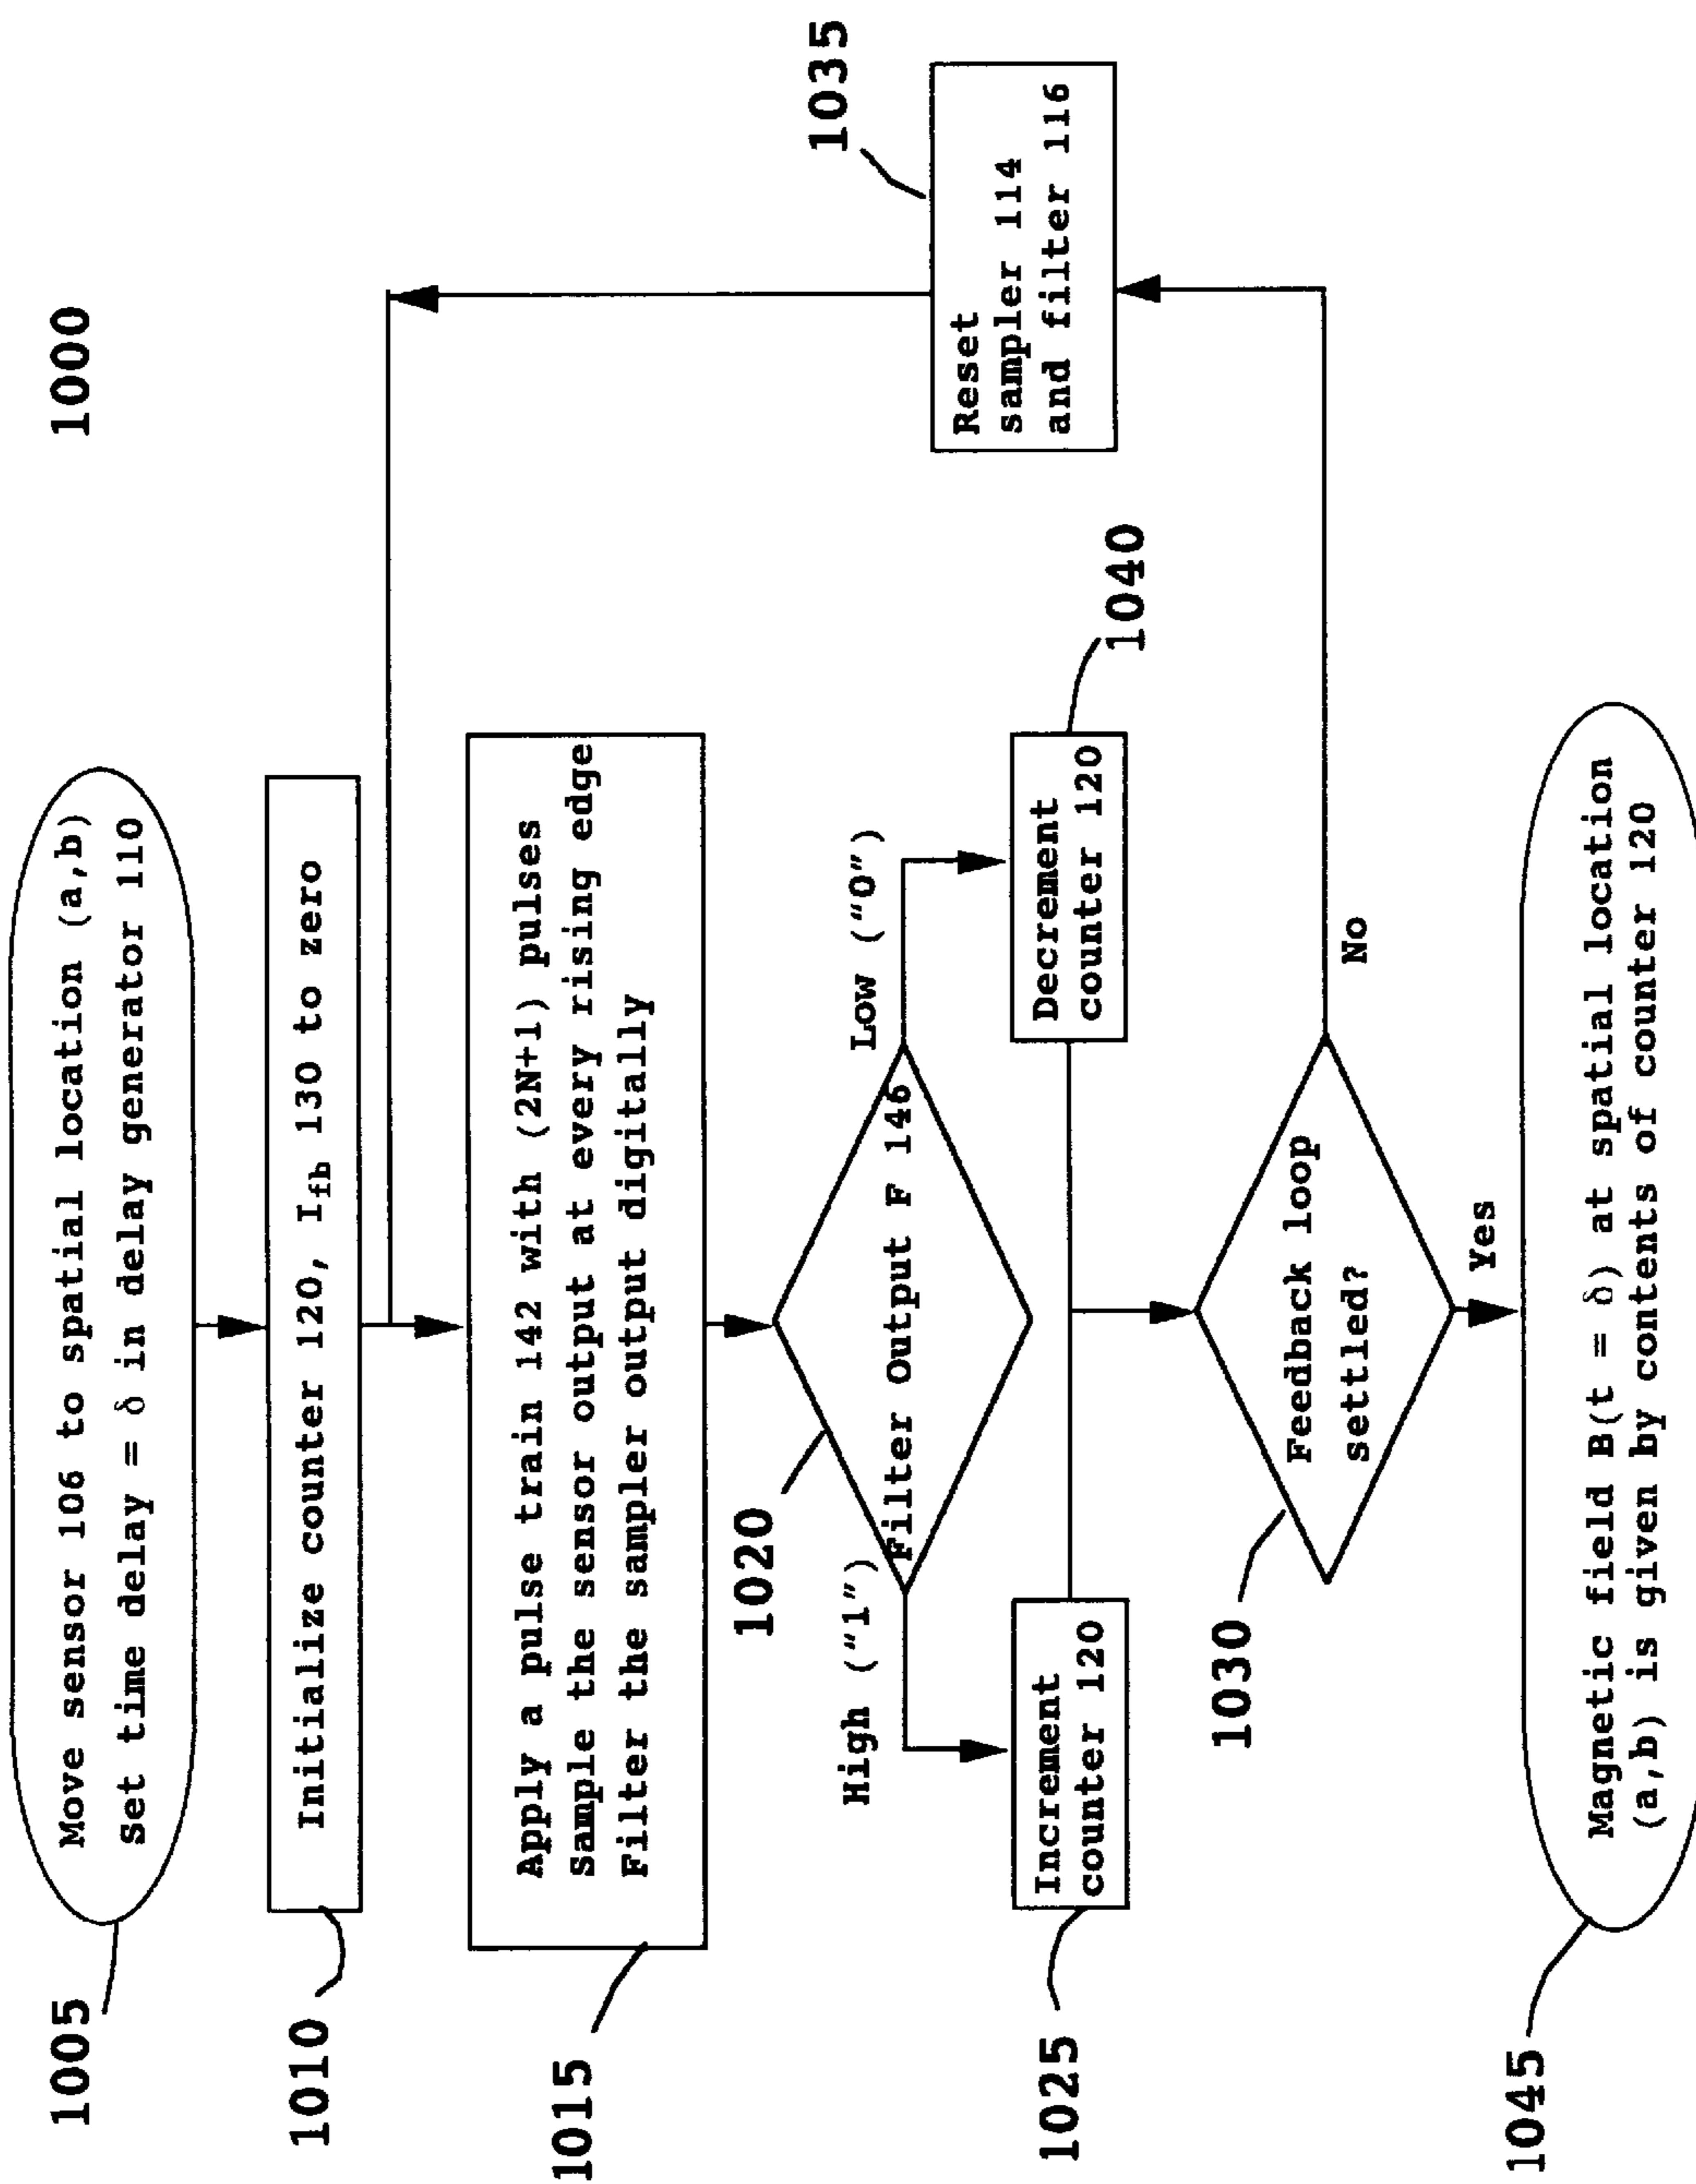 1000
1005
Move sensor 106 to spatial location (a,b)
Set time delay = δ in delay generator 110
1010
Initialize counter 120, Ifb 130 to zero
1015
Apply a pulse train 142 with (2N+1) pulses
Sample the sensor output at every rising edge
Filter the sampler output digitally
1020
Filter Output F 146
High ("1")
Low ("0")
1025
Increment
counter 120
Decrement
counter 120
1040
1030
Feedback loop
settled?
No
Yes
1035
Reset
sampler 114
and filter 116
1045
Magnetic field B(t = δ) at spatial location
(a,b) is given by contents of counter 120